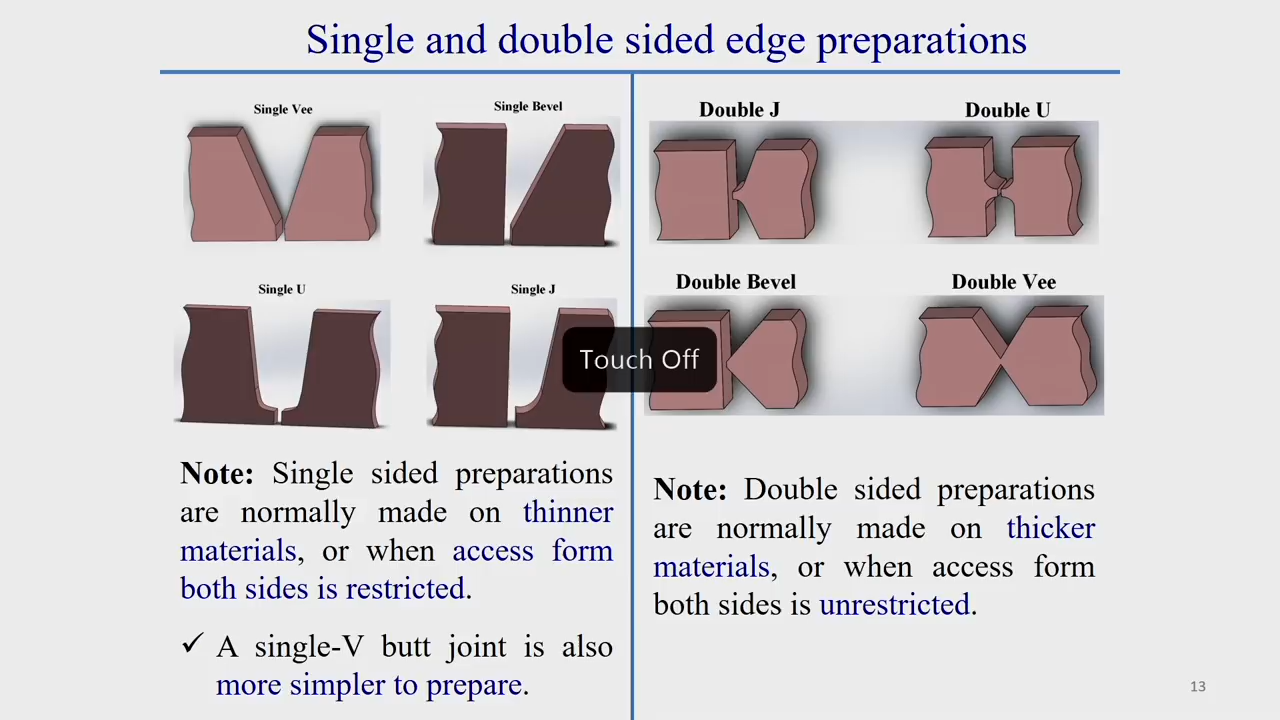 Single and double sided edge preparations
Single Vee
Single Bevel
Single U
Single J
Note: Single sided preparations
are normally made on thinner
materials, or when access form
both sides is restricted.
✓ A single-V butt joint is also
more simpler to prepare.
Double J
Double U
Double Bevel
Double Vee
Touch Off
Note: Double sided preparations
are normally made on thicker
materials, or when access form
both sides is unrestricted.
13